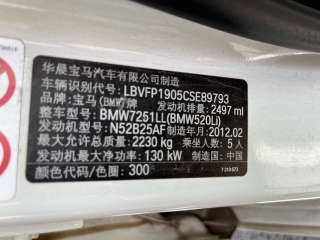 华晨宝马汽车有限公司制造
车辆识别代号: LBVFP1905CSE89793
品牌: 宝马(BMW)牌 发动机排量: 2497 ml
整车型号: BMW7251LL(BMW520Li)
发动机型号: N52B25AF 制造年月: 2012.02
最大允许总质量: 2230 kg 乘坐人数: 5 人
发动机最大净功率: 130 kW 制造国: 中国
颜色代码/色圈: 300